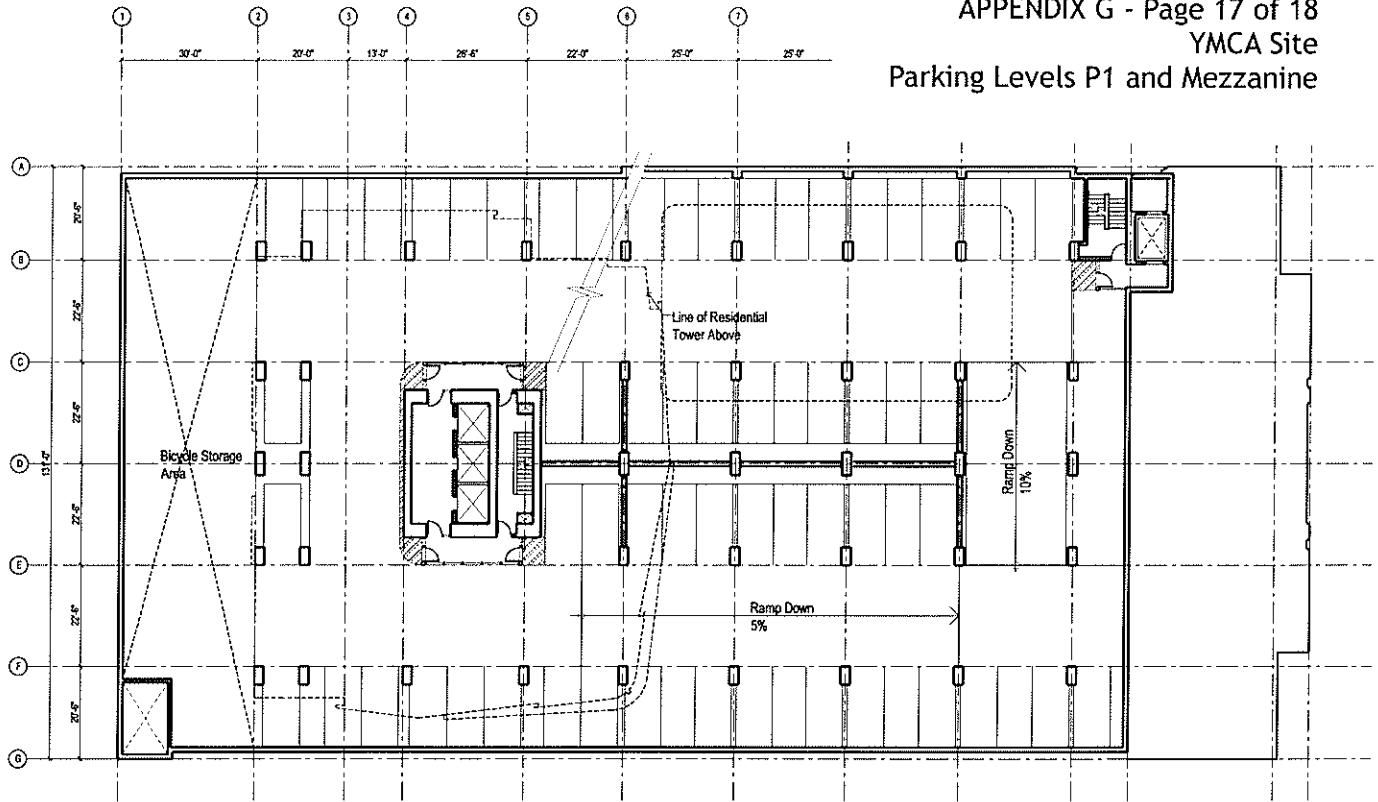 APPENDIX G - Page 17 of 18
YMCA Site
Parking Levels P1 and Mezzanine
1 2 3 4 5 6 7
30'-0" 20'-0" 13'-0" 26'-6" 22'-0" 25'-0" 25'-0"
A
20'-6"
B
22'-6"
Line of Residential
Tower Above
C
22'-6"
Bicycle Storage
Area
D
Ramp Down
10%
22'-6"
E
22'-6"
Ramp Down
5%
F
20'-6"
G